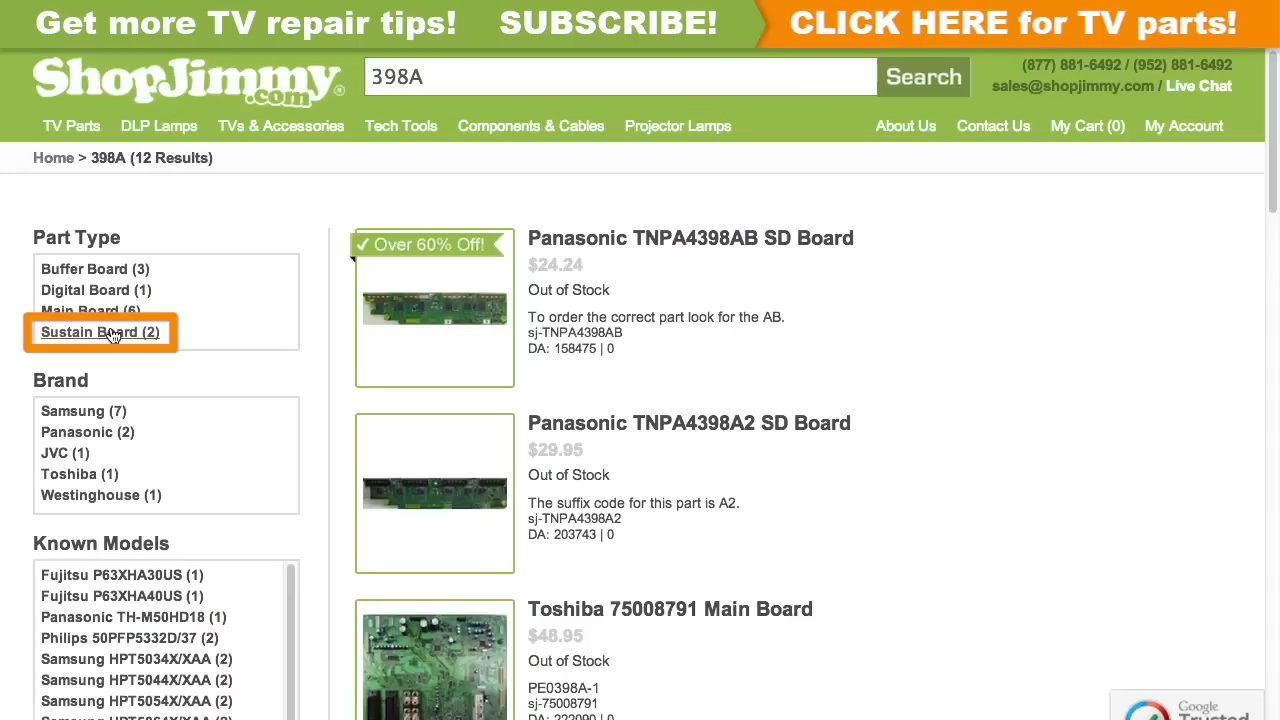 Get more TV repair tips! SUBSCRIBE! CLICK HERE for TV parts!
ShopJimmy.com®
398A
Search
(877) 881-6492 / (952) 881-6492
sales@shopjimmy.com / Live Chat
TV Parts DLP Lamps TVs & Accessories Tech Tools Components & Cables Projector Lamps About Us Contact Us My Cart (0) My Account
Home > 398A (12 Results)
Part Type
Buffer Board (3)
Digital Board (1)
Main Board (6)
Sustain Board (2)
Brand
Samsung (7)
Panasonic (2)
JVC (1)
Toshiba (1)
Westinghouse (1)
Known Models
Fujitsu P63XHA30US (1)
Fujitsu P63XHA40US (1)
Panasonic TH-M50HD18 (1)
Philips 50PFP5332D/37 (2)
Samsung HPT5034X/XAA (2)
Samsung HPT5044X/XAA (2)
Samsung HPT5054X/XAA (2)
Samsung HPT5064X/XAA (2)
✓ Over 60% Off!
Panasonic TNPA4398AB SD Board
$24.24
Out of Stock
To order the correct part look for the AB.
sj-TNPA4398AB
DA: 158475 | 0
Panasonic TNPA4398A2 SD Board
$29.95
Out of Stock
The suffix code for this part is A2.
sj-TNPA4398A2
DA: 203743 | 0
Toshiba 75008791 Main Board
$48.95
Out of Stock
PE0398A-1
sj-75008791
DA: 222090 | 0
Google
Trusted